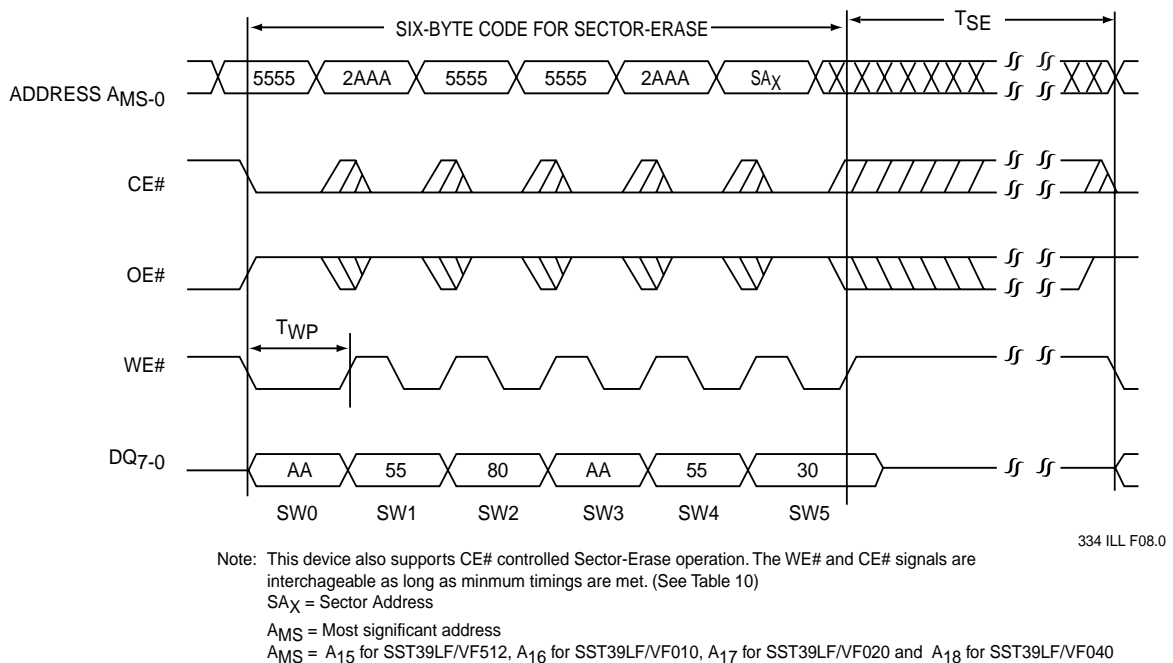 SIX-BYTE CODE FOR SECTOR-ERASE
TSE
ADDRESS AMS-0
5555 2AAA 5555 5555 2AAA SAX
CE#
OE#
TWP
WE#
DQ7-0
AA 55 80 AA 55 30
SW0 SW1 SW2 SW3 SW4 SW5
334 ILL F08.0
Note: This device also supports CE# controlled Sector-Erase operation. The WE# and CE# signals are
interchageable as long as minmum timings are met. (See Table 10)
SAX = Sector Address
AMS = Most significant address
AMS = A15 for SST39LF/VF512, A16 for SST39LF/VF010, A17 for SST39LF/VF020 and A18 for SST39LF/VF040